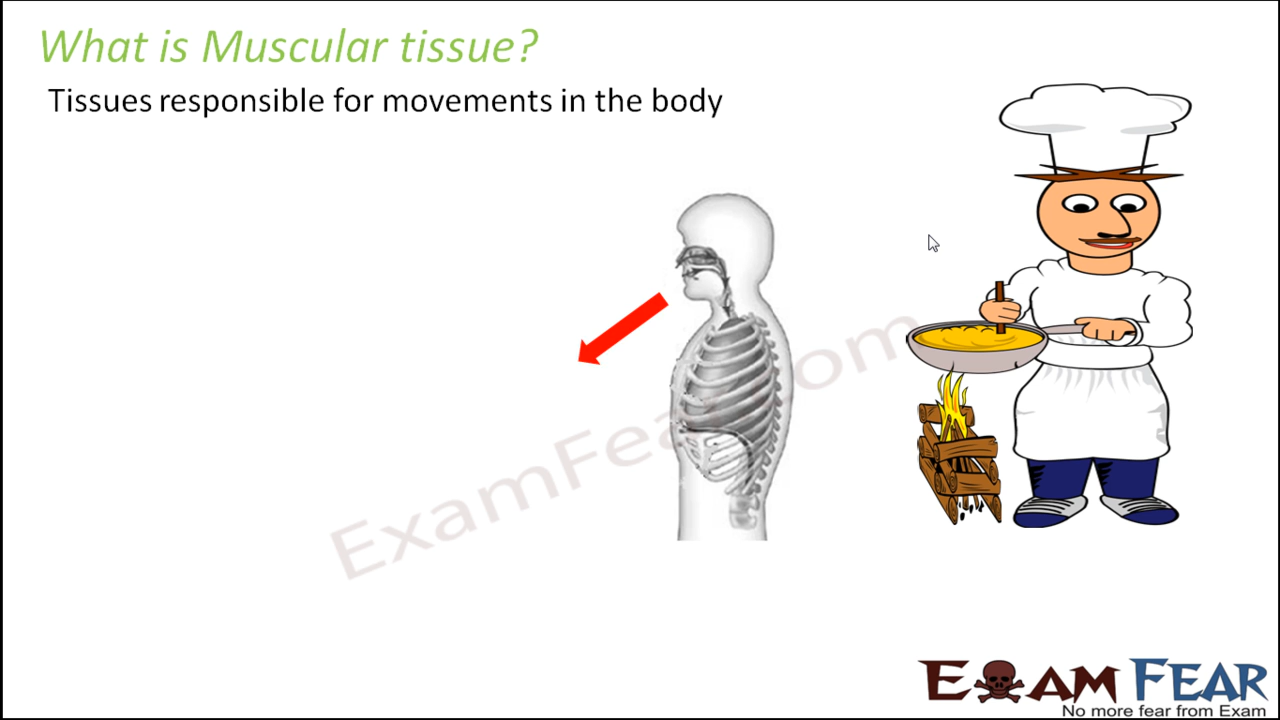 What is Muscular tissue?
Tissues responsible for movements in the body
ExamFear.com
EXAM FEAR
No more fear from Exam